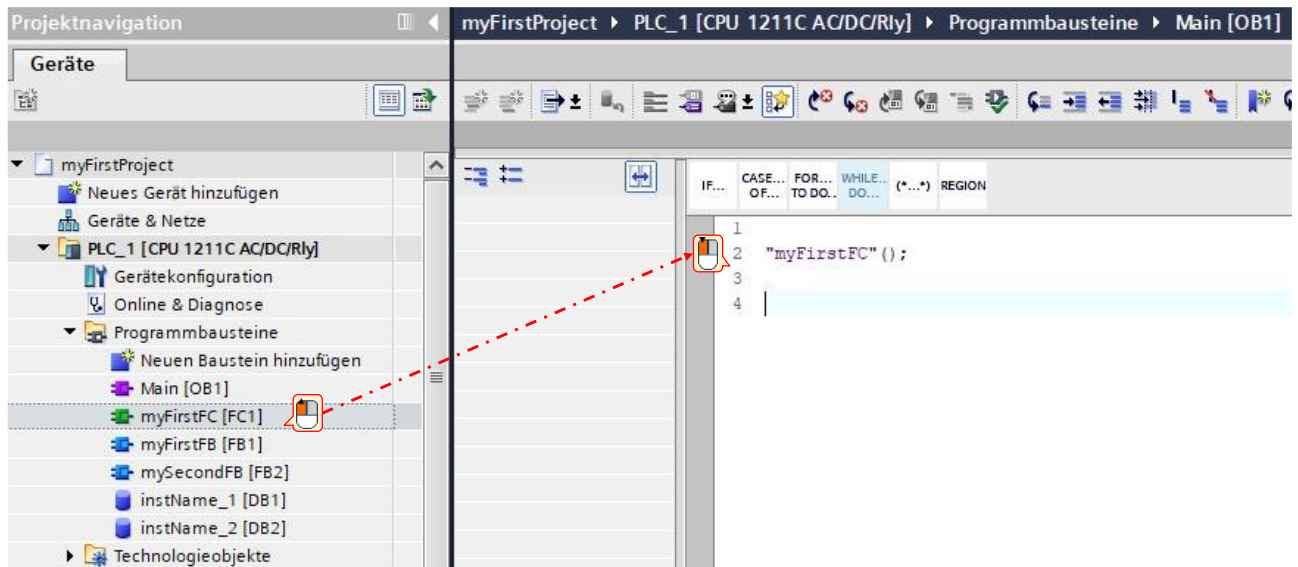 Projektnavigation
myFirstProject ▸ PLC_1 [CPU 1211C AC/DC/Rly] ▸ Programmbausteine ▸ Main [OB1]
Geräte
myFirstProject
Neues Gerät hinzufügen
Geräte & Netze
PLC_1 [CPU 1211C AC/DC/Rly]
Gerätekonfiguration
Online & Diagnose
Programmbausteine
Neuen Baustein hinzufügen
Main [OB1]
myFirstFC [FC1]
myFirstFB [FB1]
mySecondFB [FB2]
instName_1 [DB1]
instName_2 [DB2]
Technologieobjekte
IF... CASE... FOR... WHILE.. (*...*) REGION
OF... TO DO.. DO...
1
2 "myFirstFC"();
3
4